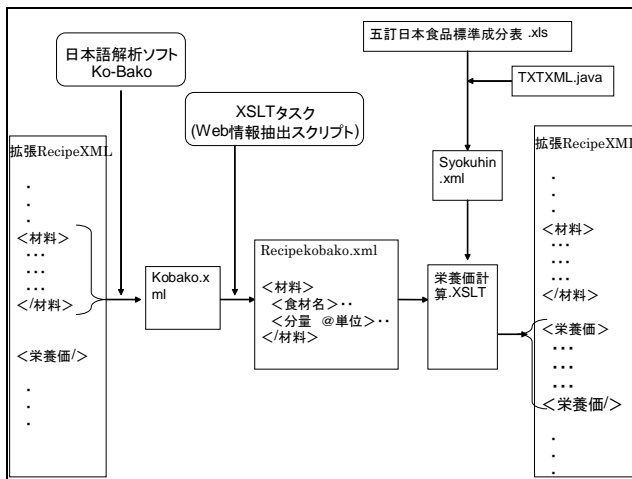 日本語解析ソフト
Ko-Bako
五訂日本食品標準成分表 .xls
TXTXML.java
XSLTタスク
(Web情報抽出スクリプト)
拡張RecipeXML
・
・
・
<材料>
…
…
…
</材料>
<栄養価/>
・
・
・
Kobako.x
ml
Recipekobako.xml
<材料>
<食材名>‥
<分量 @単位>‥
</材料>
Syokuhin
.xml
栄養価計
算.XSLT
拡張RecipeXML
・
・
・
<材料>
…
…
…
</材料>
<栄養価>
…
…
…
<栄養価/>
・
・
・